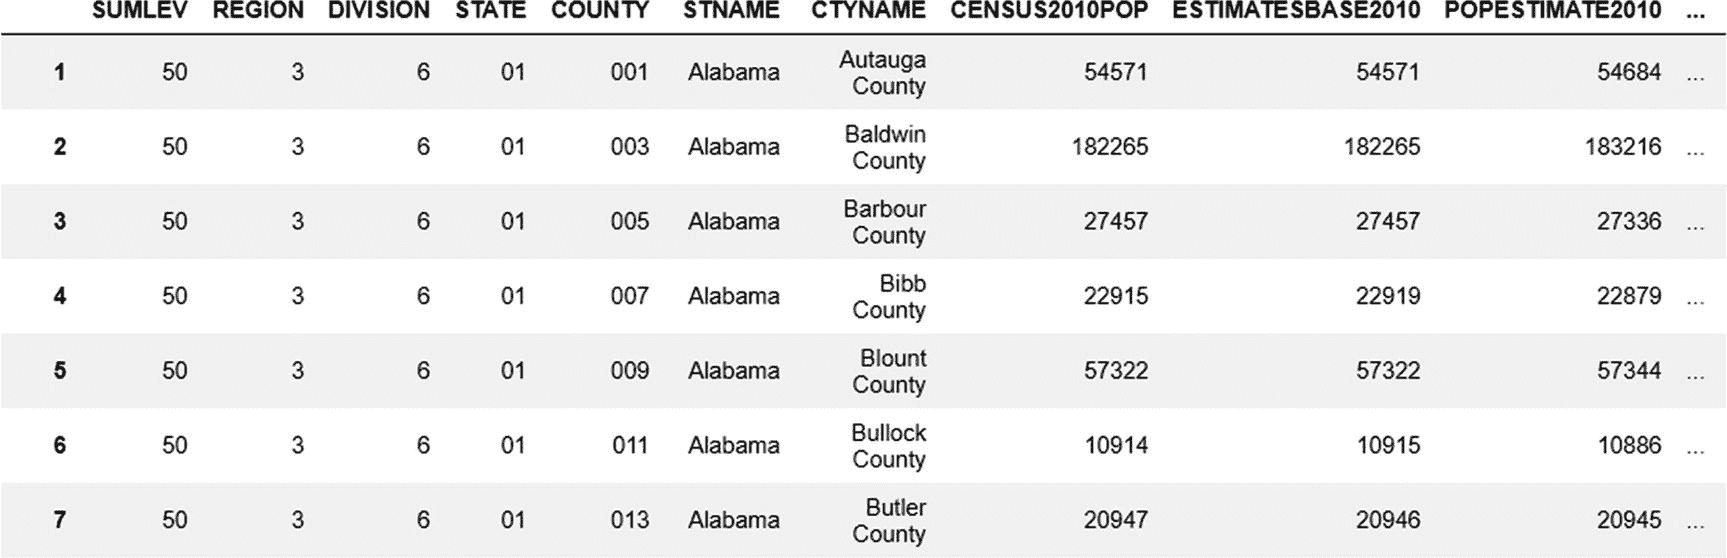 SUMLEV REGION DIVISION STATE COUNTY STNAME CTYNAME CENSUS2010POP ESTIMATESBASE2010 POPESTIMATE2010 ...
1 50 3 6 01 001 Alabama Autauga County 54571 54571 54684 ...
2 50 3 6 01 003 Alabama Baldwin County 182265 182265 183216 ...
3 50 3 6 01 005 Alabama Barbour County 27457 27457 27336 ...
4 50 3 6 01 007 Alabama Bibb County 22915 22919 22879 ...
5 50 3 6 01 009 Alabama Blount County 57322 57322 57344 ...
6 50 3 6 01 011 Alabama Bullock County 10914 10915 10886 ...
7 50 3 6 01 013 Alabama Butler County 20947 20946 20945 ...